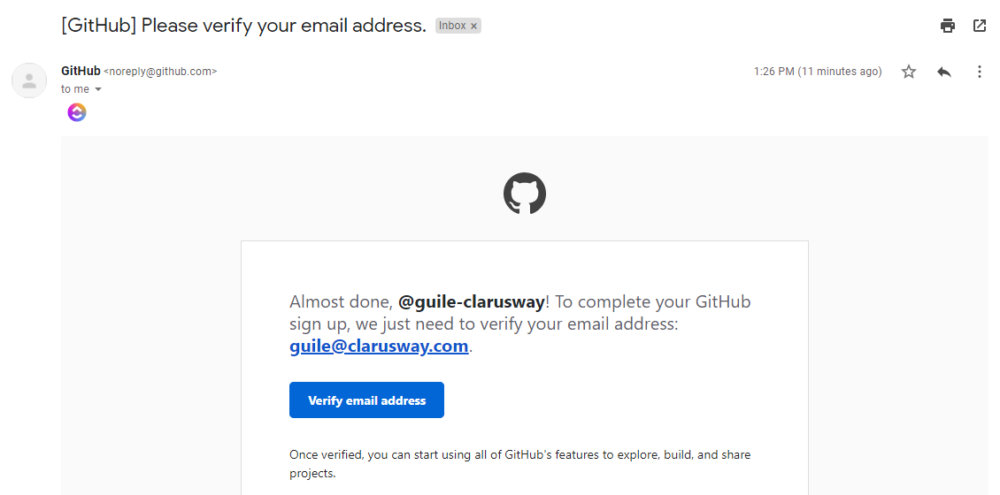 [GitHub] Please verify your email address. Inbox x
GitHub <noreply@github.com> 1:26 PM (11 minutes ago)
to me
Almost done, @guile-clarusway! To complete your GitHub
sign up, we just need to verify your email address:
guile@clarusway.com.
Verify email address
Once verified, you can start using all of GitHub's features to explore, build, and share
projects.